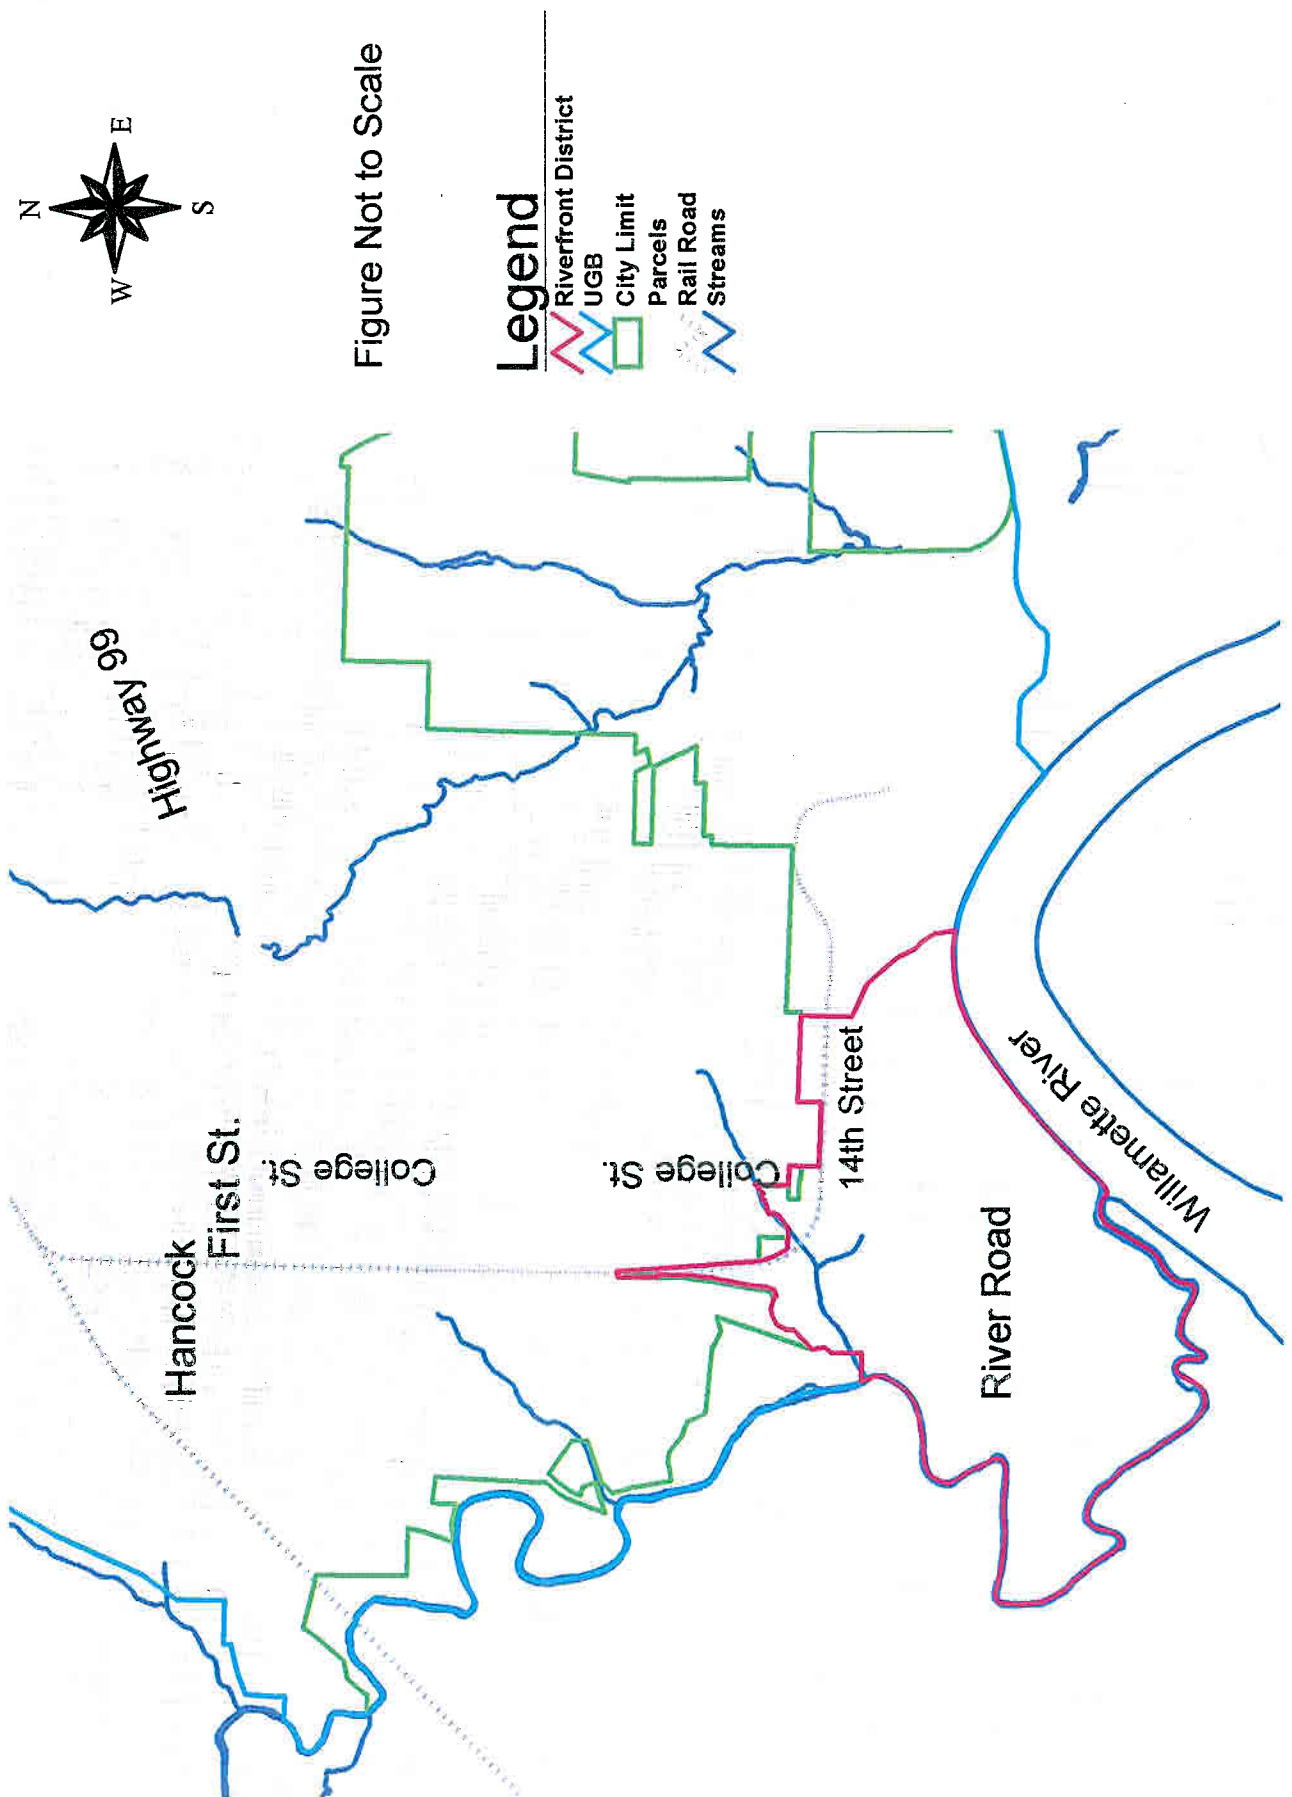 N
W
E
S
Figure Not to Scale
Legend
Riverfront District
UGB
City Limit
Parcels
Rail Road
Streams
Highway 99
Hancock
First St.
College St.
College St.
14th Street
River Road
Willamette River